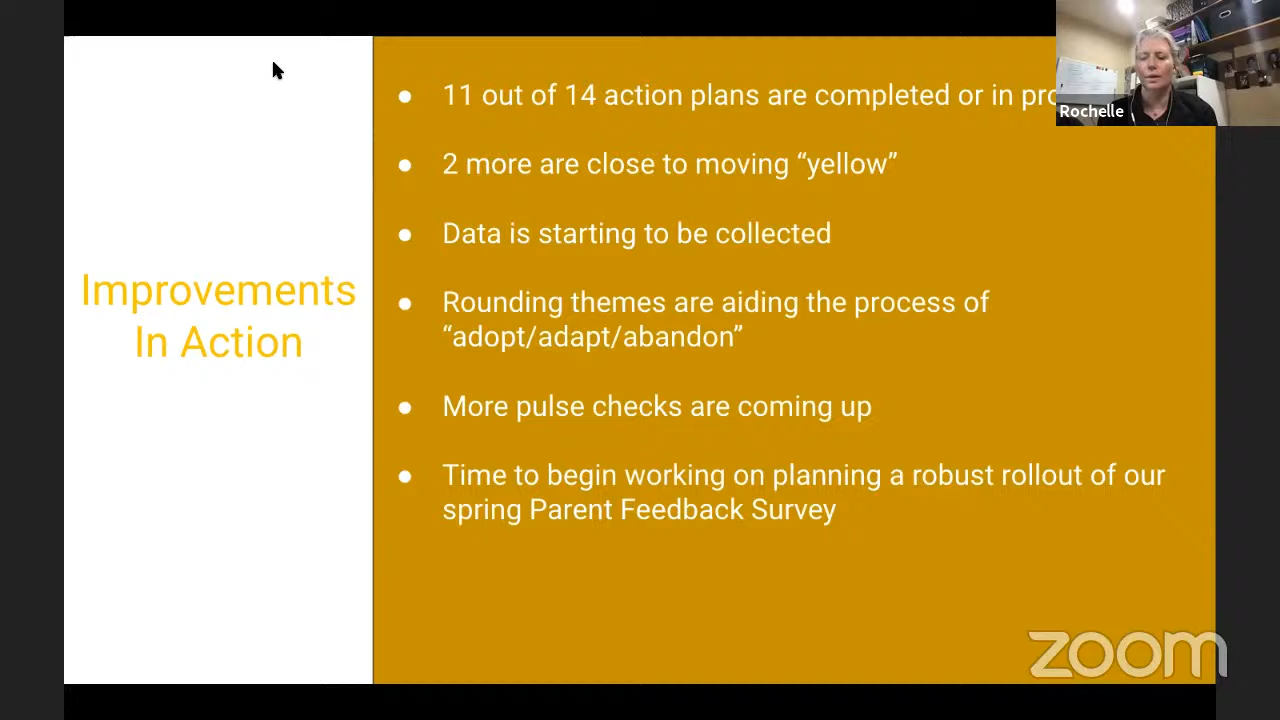 11 out of 14 action plans are completed or in
Rochelle
2 more are close to moving “yellow”
Data is starting to be collected
Improvements
In Action
Rounding themes are aiding the process of
“adopt/adapt/abandon”
More pulse checks are coming up
Time to begin working on planning a robust rollout of our
spring Parent Feedback Survey
zoom